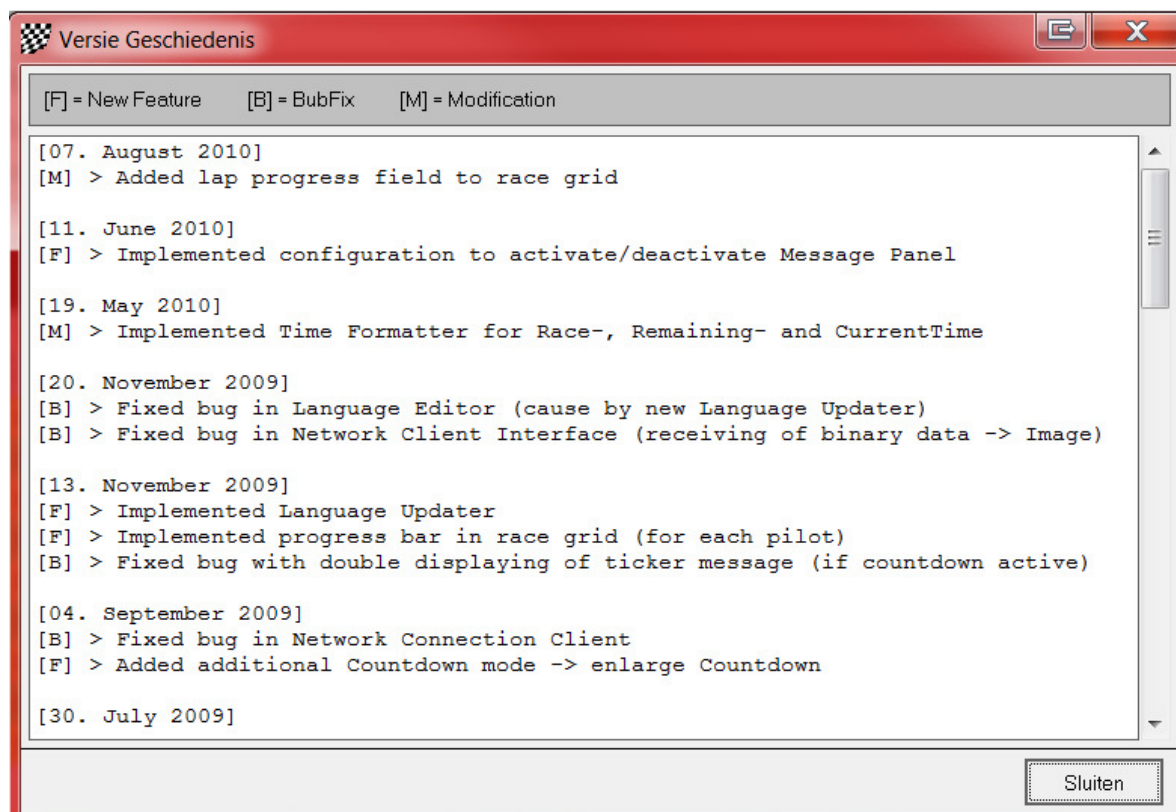 Versie Geschiedenis
[F] = New Feature [B] = BubFix [M] = Modification
[07. August 2010]
[M] > Added lap progress field to race grid
[11. June 2010]
[F] > Implemented configuration to activate/deactivate Message Panel
[19. May 2010]
[M] > Implemented Time Formatter for Race-, Remaining- and CurrentTime
[20. November 2009]
[B] > Fixed bug in Language Editor (cause by new Language Updater)
[B] > Fixed bug in Network Client Interface (receiving of binary data -> Image)
[13. November 2009]
[F] > Implemented Language Updater
[F] > Implemented progress bar in race grid (for each pilot)
[B] > Fixed bug with double displaying of ticker message (if countdown active)
[04. September 2009]
[B] > Fixed bug in Network Connection Client
[F] > Added additional Countdown mode -> enlarge Countdown
[30. July 2009]
Sluiten